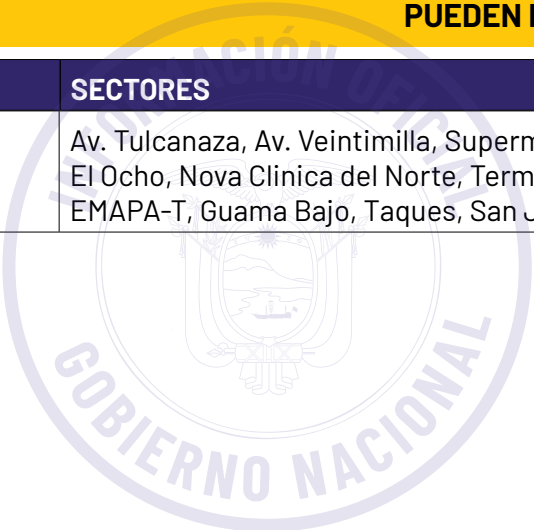 PUEDEN
SECTORES
Av. Tulcanaza, Av. Veintimilla, Superm
El Ocho, Nova Clinica del Norte, Term
EMAPA-T, Guama Bajo, Taques, San J
INFORMACIÓN OFICIAL
GOBIERNO NACIONAL